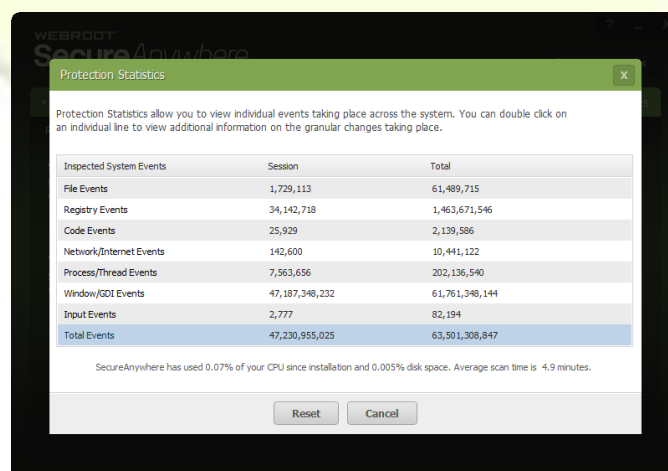 WEBROOT
SecureAnywhere
? _
Protection Statistics
x
Protection Statistics allow you to view individual events taking place across the system. You can double click on
an individual line to view additional information on the granular changes taking place.
Inspected System Events Session Total
File Events 1,729,113 61,489,715
Registry Events 34,142,718 1,463,671,546
Code Events 25,929 2,139,586
Network/Internet Events 142,600 10,441,122
Process/Thread Events 7,563,656 202,136,540
Window/GDI Events 47,187,348,232 61,761,348,144
Input Events 2,777 82,194
Total Events 47,230,955,025 63,501,308,847
SecureAnywhere has used 0.07% of your CPU since installation and 0.005% disk space. Average scan time is 4.9 minutes.
Reset Cancel